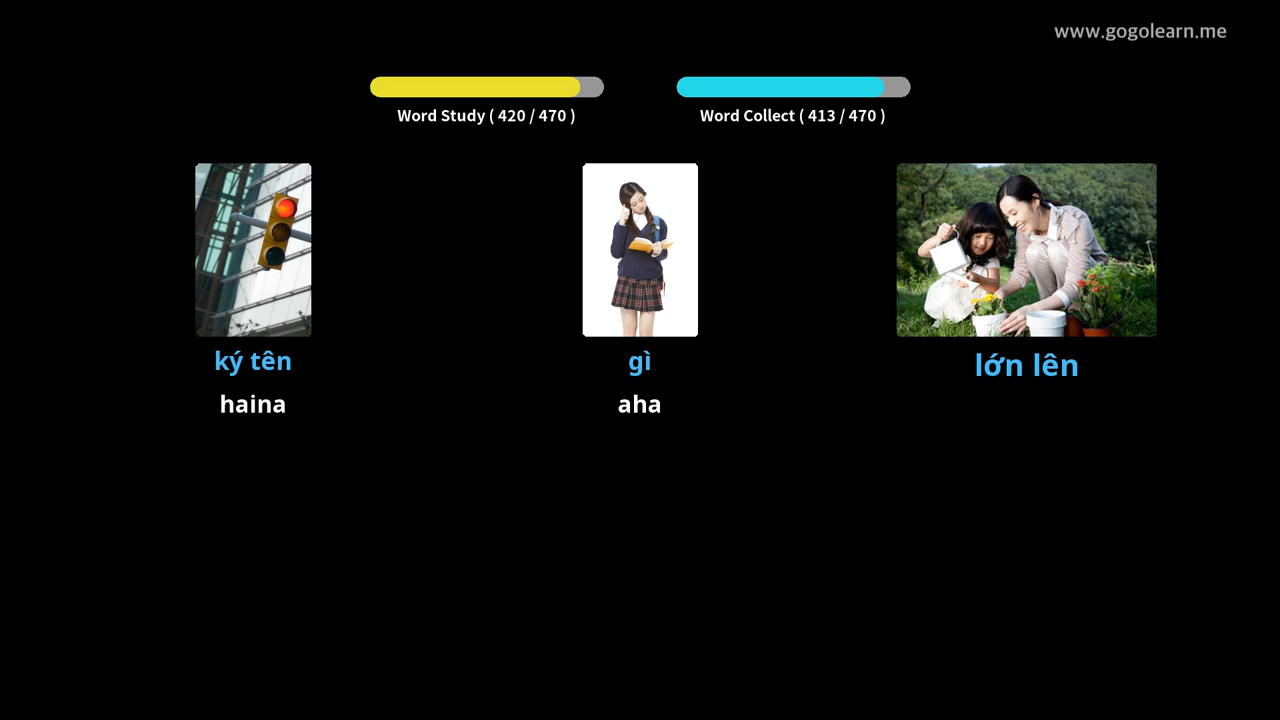 www.gogolearn.me
Word Study ( 420 / 470 )
Word Collect ( 413 / 470 )
ký tên
gì
lớn lên
haina
aha